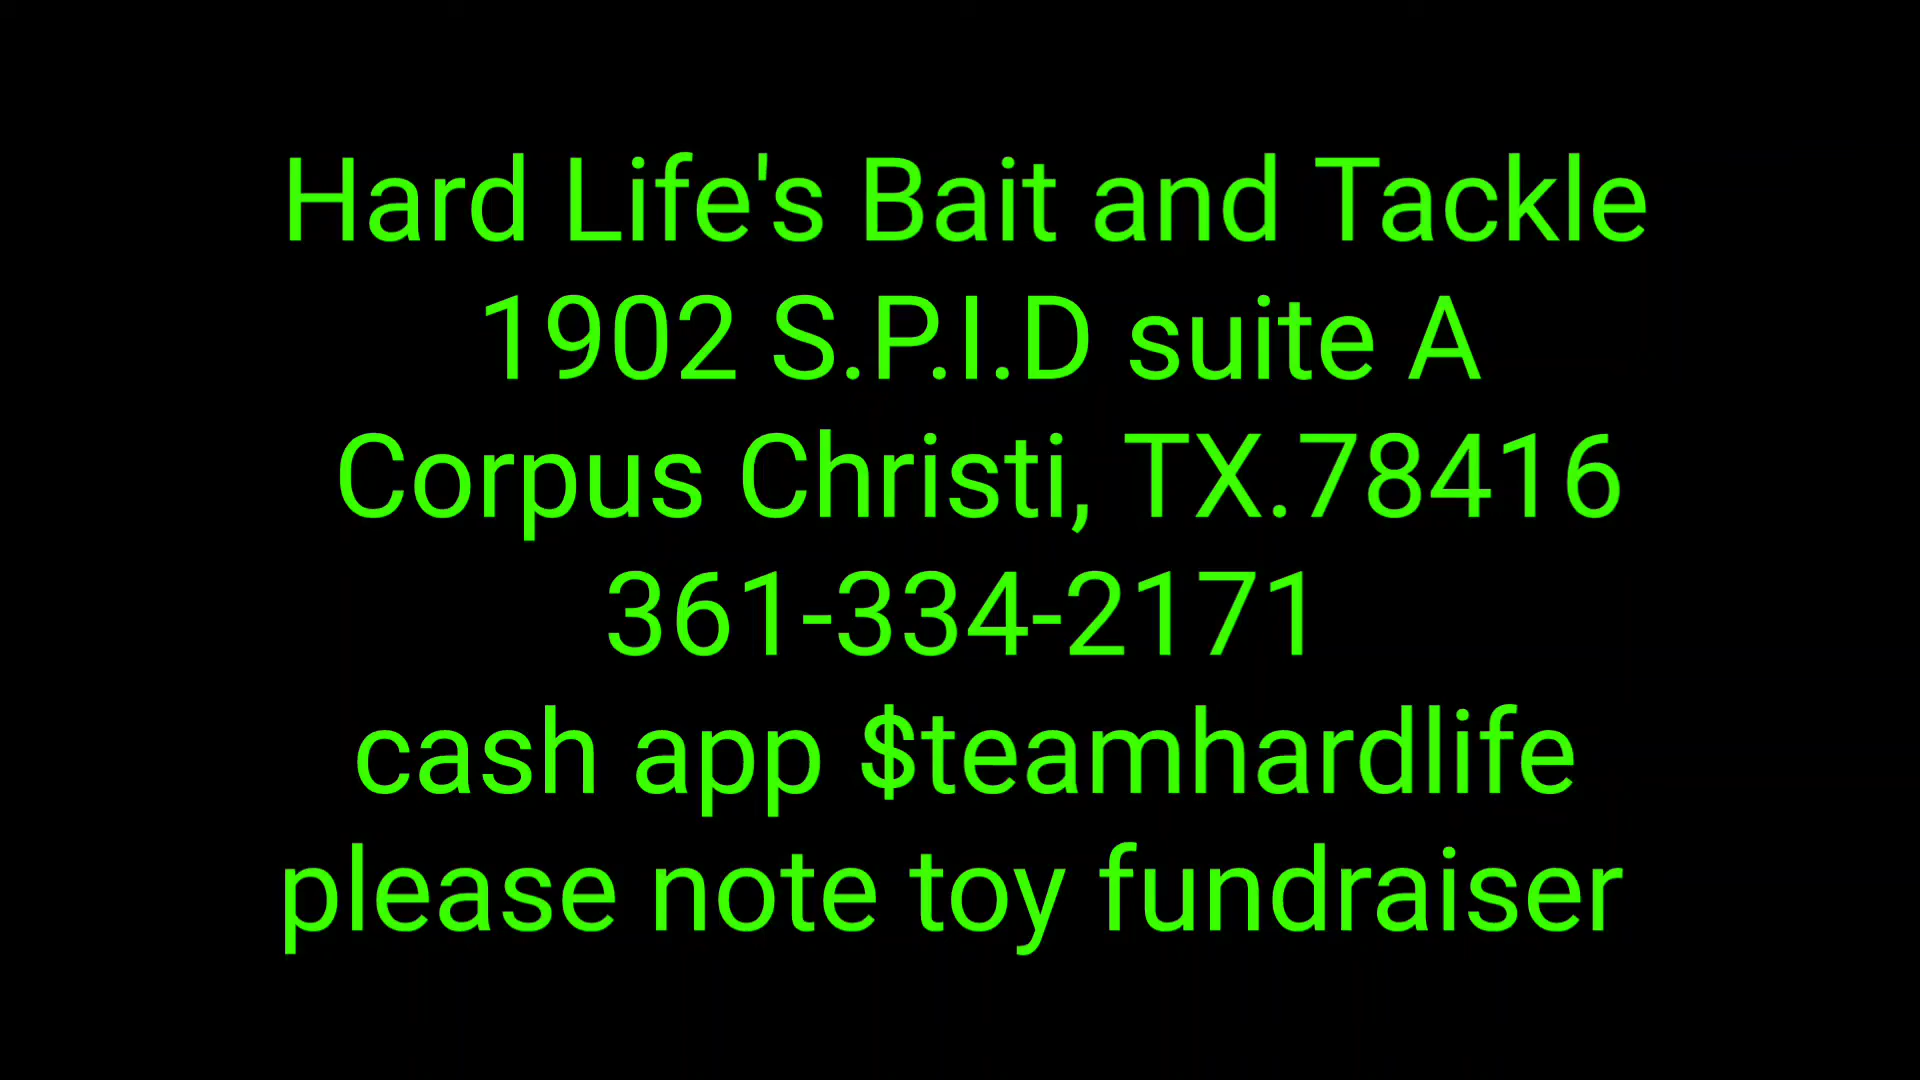 Hard Life's Bait and Tackle
1902 S.P.I.D suite A
Corpus Christi, TX.78416
361-334-2171
cash app $teamhardlife
please note toy fundraiser